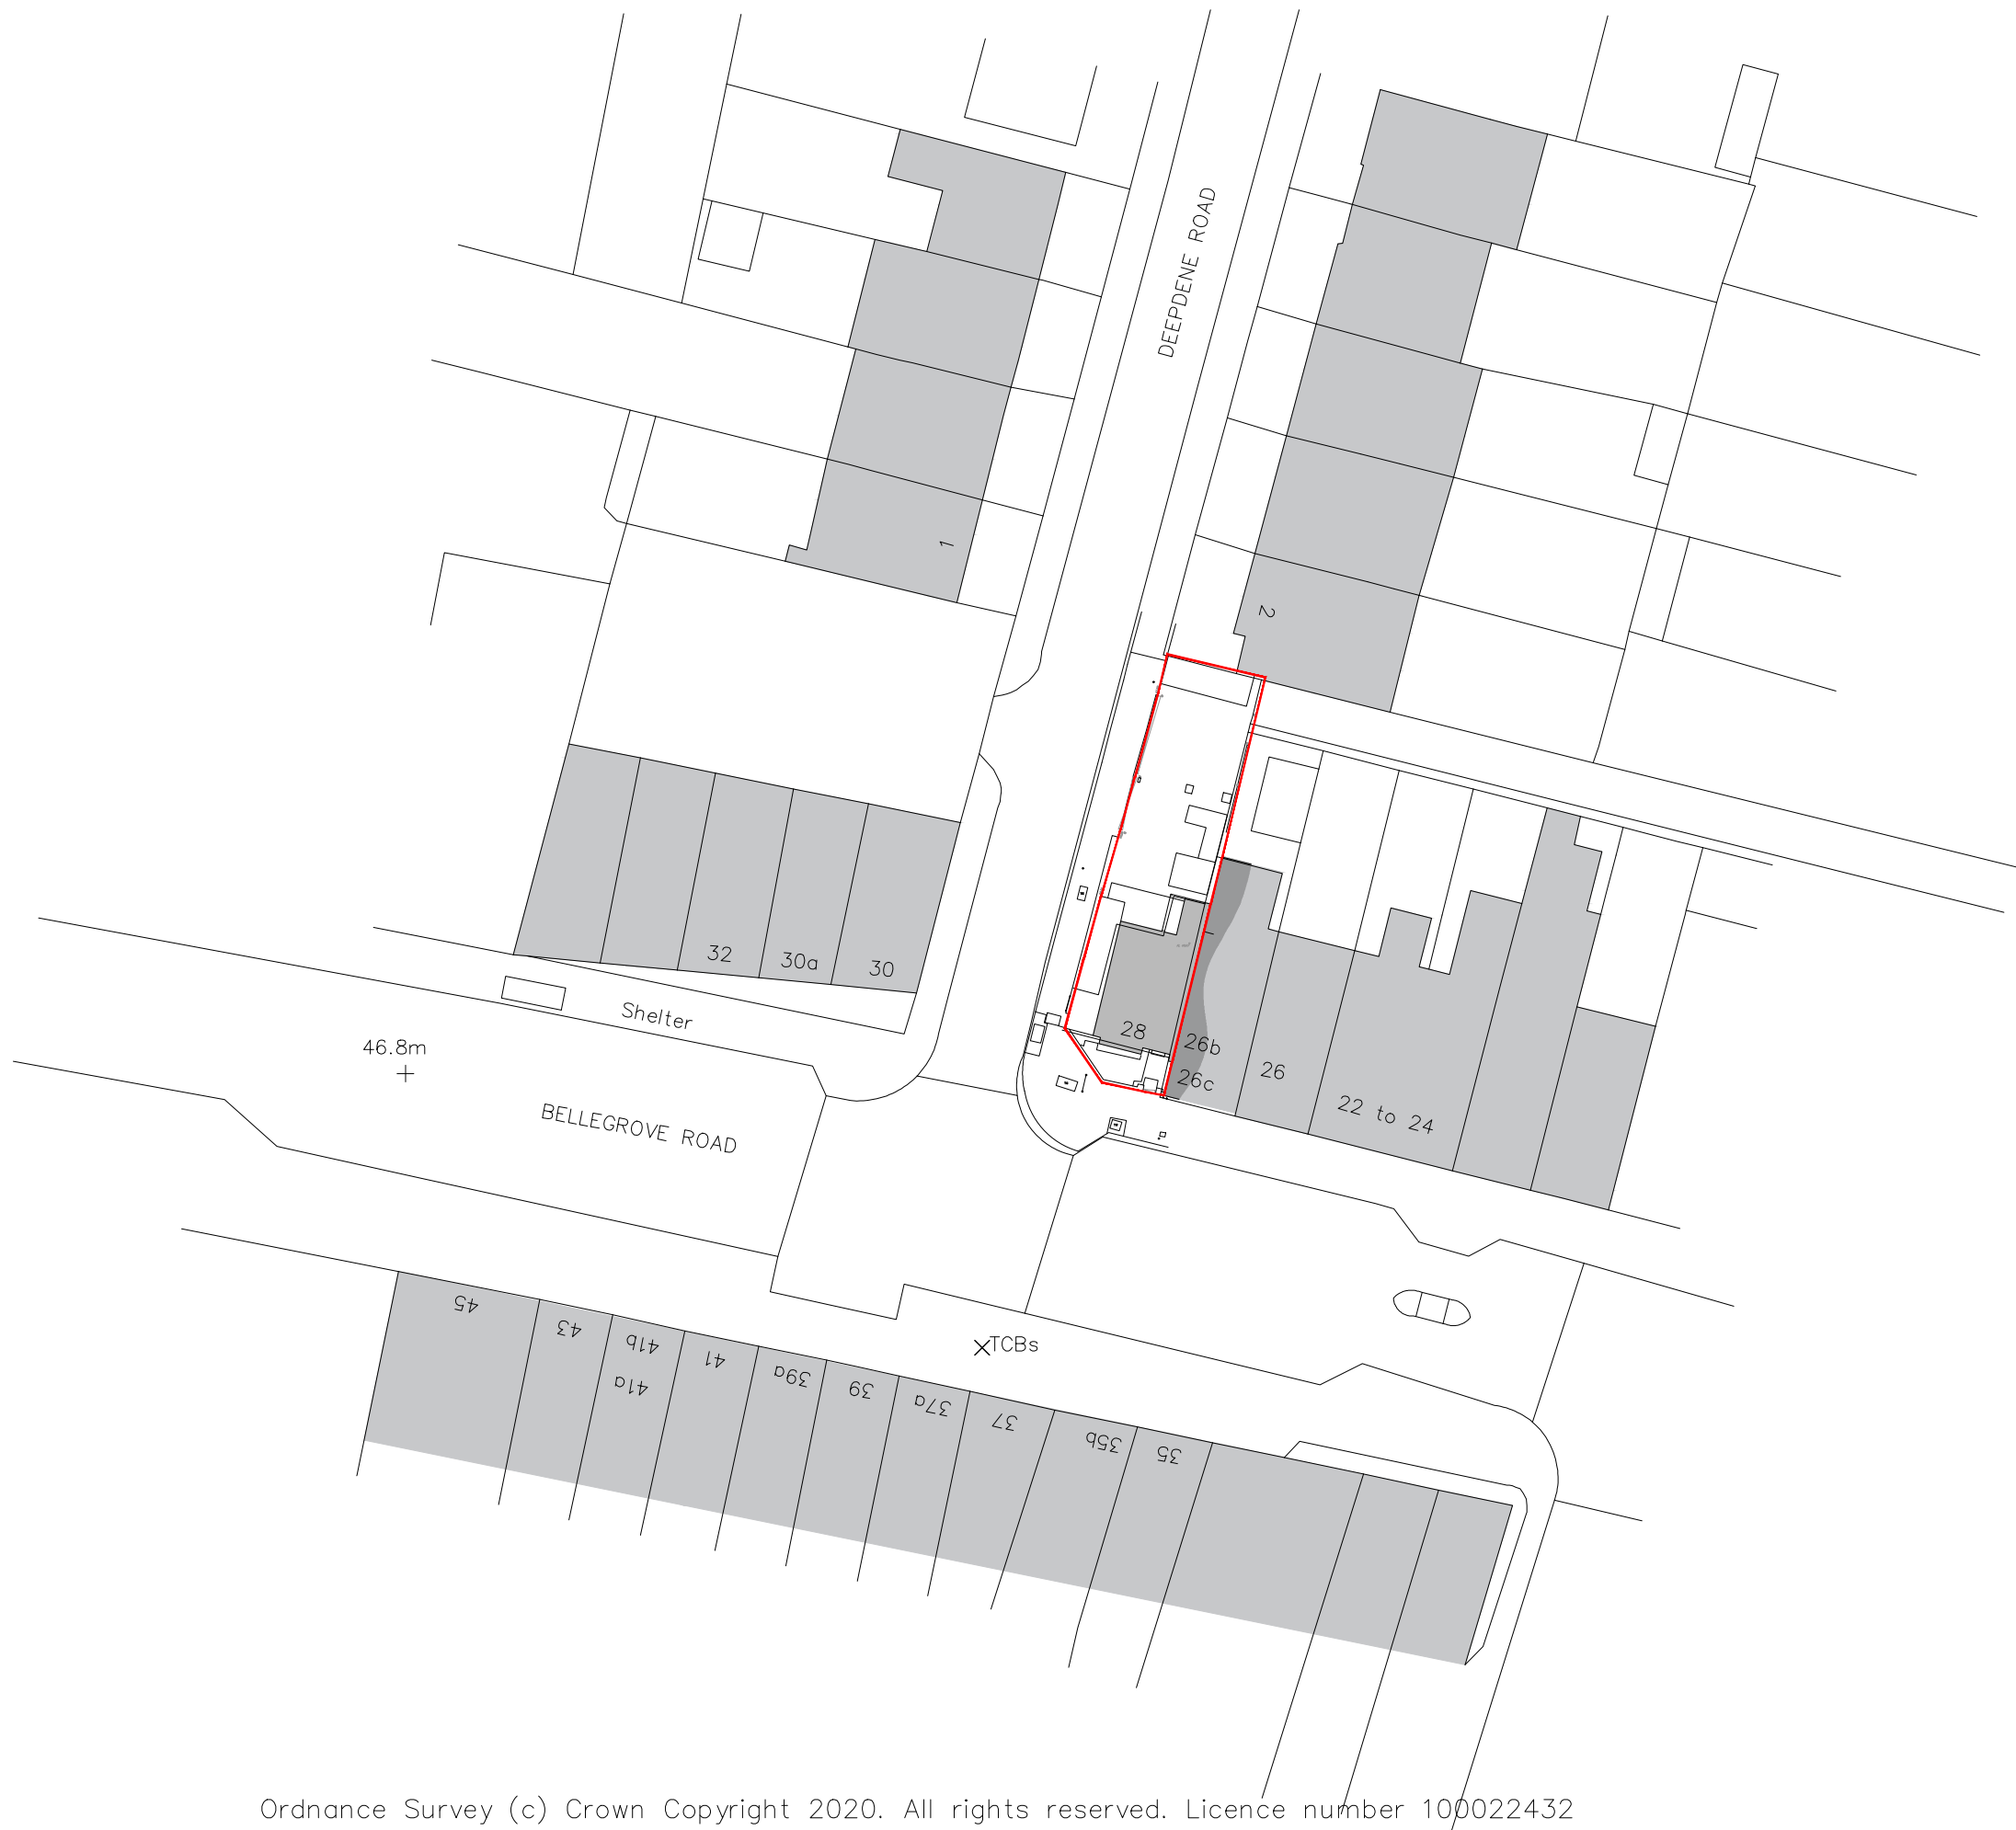 DEEPDENE ROAD
1
2
32
30a
30
Shelter
46.8m
BELLEGROVE ROAD
28
26b
26c
26
22 to 24
45
43
41b
41a
41
39a
39
37a
37
35b
35
TCBs
Ordnance Survey (c) Crown Copyright 2020. All rights reserved. Licence number 100022432